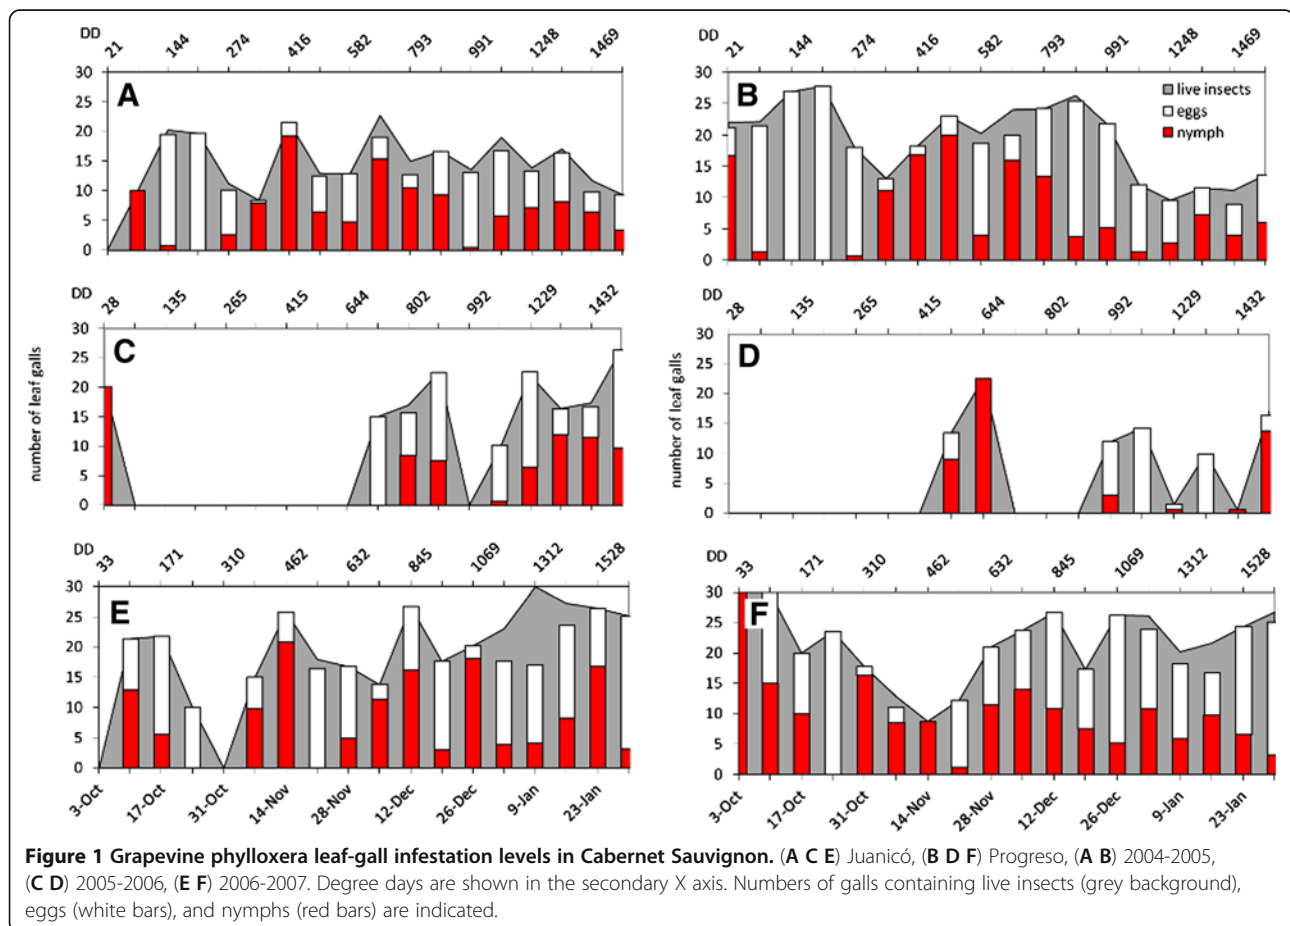 DD 21 144 274 416 582 793 991 1248 1469
DD 21 144 274 416 582 793 991 1248 1469
30 25 20 15 10 5 0
A
30 25 20 15 10 5 0
B
live insects
eggs
nymph
DD 28 135 265 415 644 802 992 1229 1432
DD 28 135 265 415 644 802 992 1229 1432
number of leaf galls
30 25 20 15 10 5 0
C
number of leaf galls
30 25 20 15 10 5 0
D
DD 33 171 310 462 632 845 1069 1312 1528
DD 33 171 310 462 632 845 1069 1312 1528
30 25 20 15 10 5 0
E
30 25 20 15 10 5 0
F
3-Oct 17-Oct 31-Oct 14-Nov 28-Nov 12-Dec 26-Dec 9-Jan 23-Jan
3-Oct 17-Oct 31-Oct 14-Nov 28-Nov 12-Dec 26-Dec 9-Jan 23-Jan
Figure 1 Grapevine phylloxera leaf-gall infestation levels in Cabernet Sauvignon. (A C E) Juanicó, (B D F) Progreso, (A B) 2004-2005,
(C D) 2005-2006, (E F) 2006-2007. Degree days are shown in the secondary X axis. Numbers of galls containing live insects (grey background),
eggs (white bars), and nymphs (red bars) are indicated.